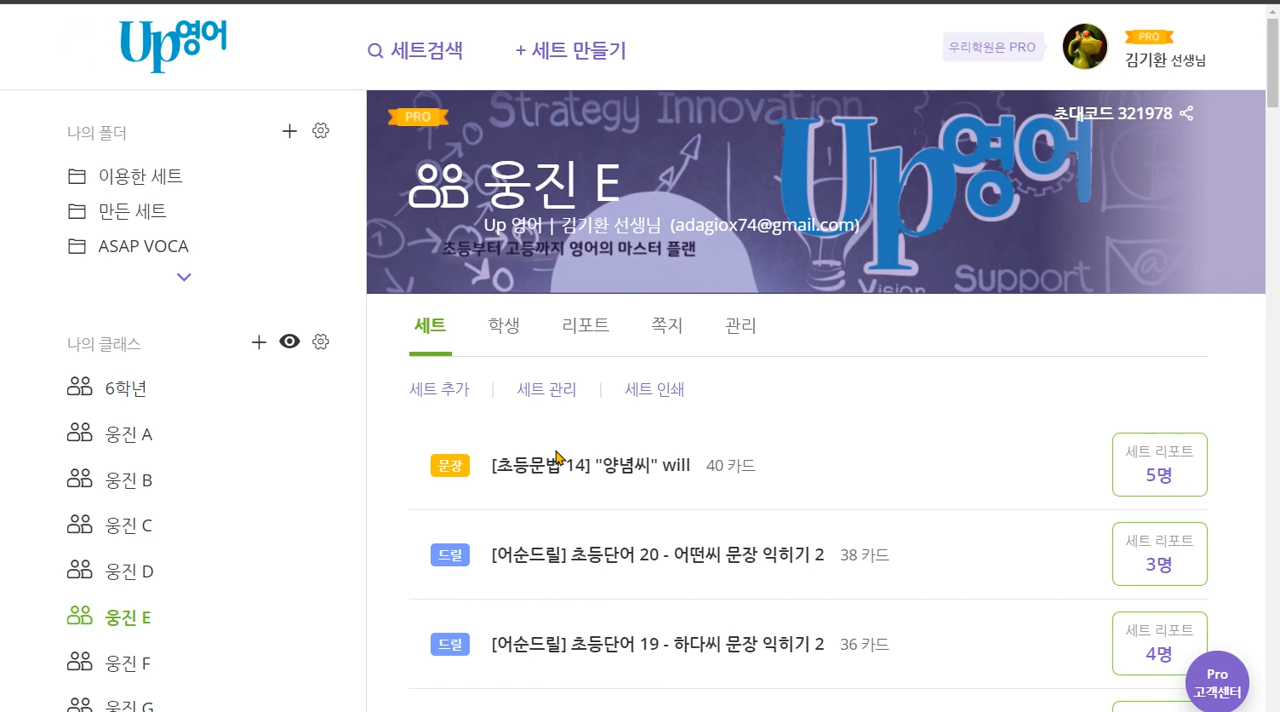 Up영어
세트검색
+ 세트 만들기
우리학원은 PRO
PRO
김기환 선생님
나의 폴더
이용한 세트
만든 세트
ASAP VOCA
나의 클래스
6학년
웅진 A
웅진 B
웅진 C
웅진 D
웅진 E
웅진 F
웅진 G
PRO
Strategy Innovation
초대코드 321978
Up영어
웅진 E
Up 영어 | 김기환 선생님 (adagiox74@gmail.com)
초등부터 고등까지 영어의 마스터 플랜
Support
Vision
세트 학생 리포트 쪽지 관리
세트 추가 | 세트 관리 | 세트 인쇄
문장 [초등문법 14] "양념씨" will 40 카드
세트 리포트
5명
드릴 [어순드릴] 초등단어 20 - 어떤씨 문장 익히기 2 38 카드
세트 리포트
3명
드릴 [어순드릴] 초등단어 19 - 하다씨 문장 익히기 2 36 카드
세트 리포트
4명
Pro
고객센터